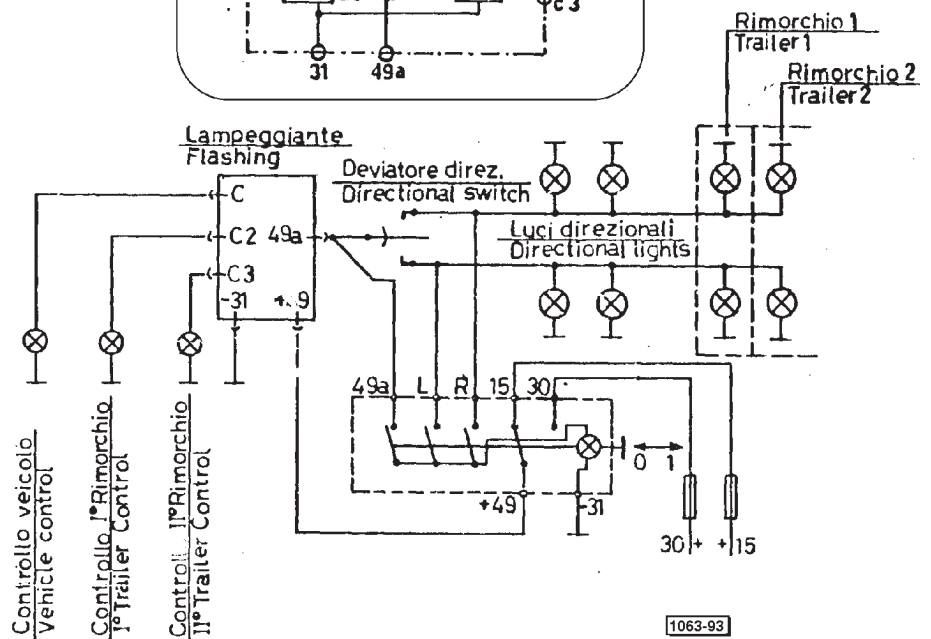 c3
31
49a
Rimorchio 1
Trailer 1
Rimorchio 2
Trailer 2
Lampeggiante
Flashing
Deviatore direz.
Directional switch
C
C2 49a
C3
-31
Luci direzionali
Directional lights
49a L R 15 30
0 1
+49
-31
30+ +15
Controllo veicolo
Vehicle control
Controllo I° Rimorchio
I° Trailer Control
II° Rimorchio
II° Trailer Control
1063-93